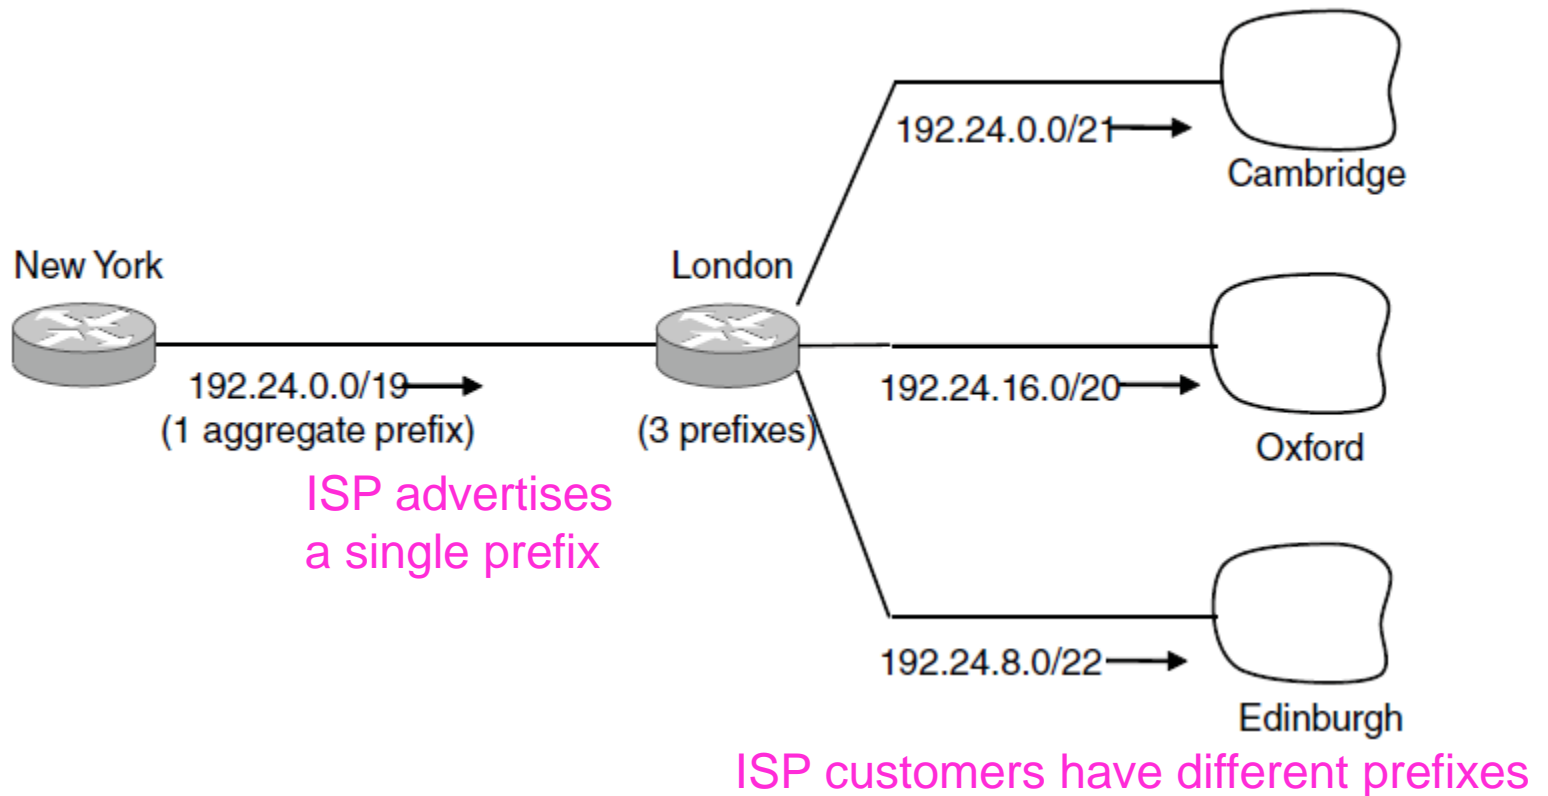 192.24.0.0/21
Cambridge
New York
London
192.24.0.0/19
(1 aggregate prefix)
(3 prefixes)
192.24.16.0/20
Oxford
ISP advertises
a single prefix
192.24.8.0/22
Edinburgh
ISP customers have different prefixes